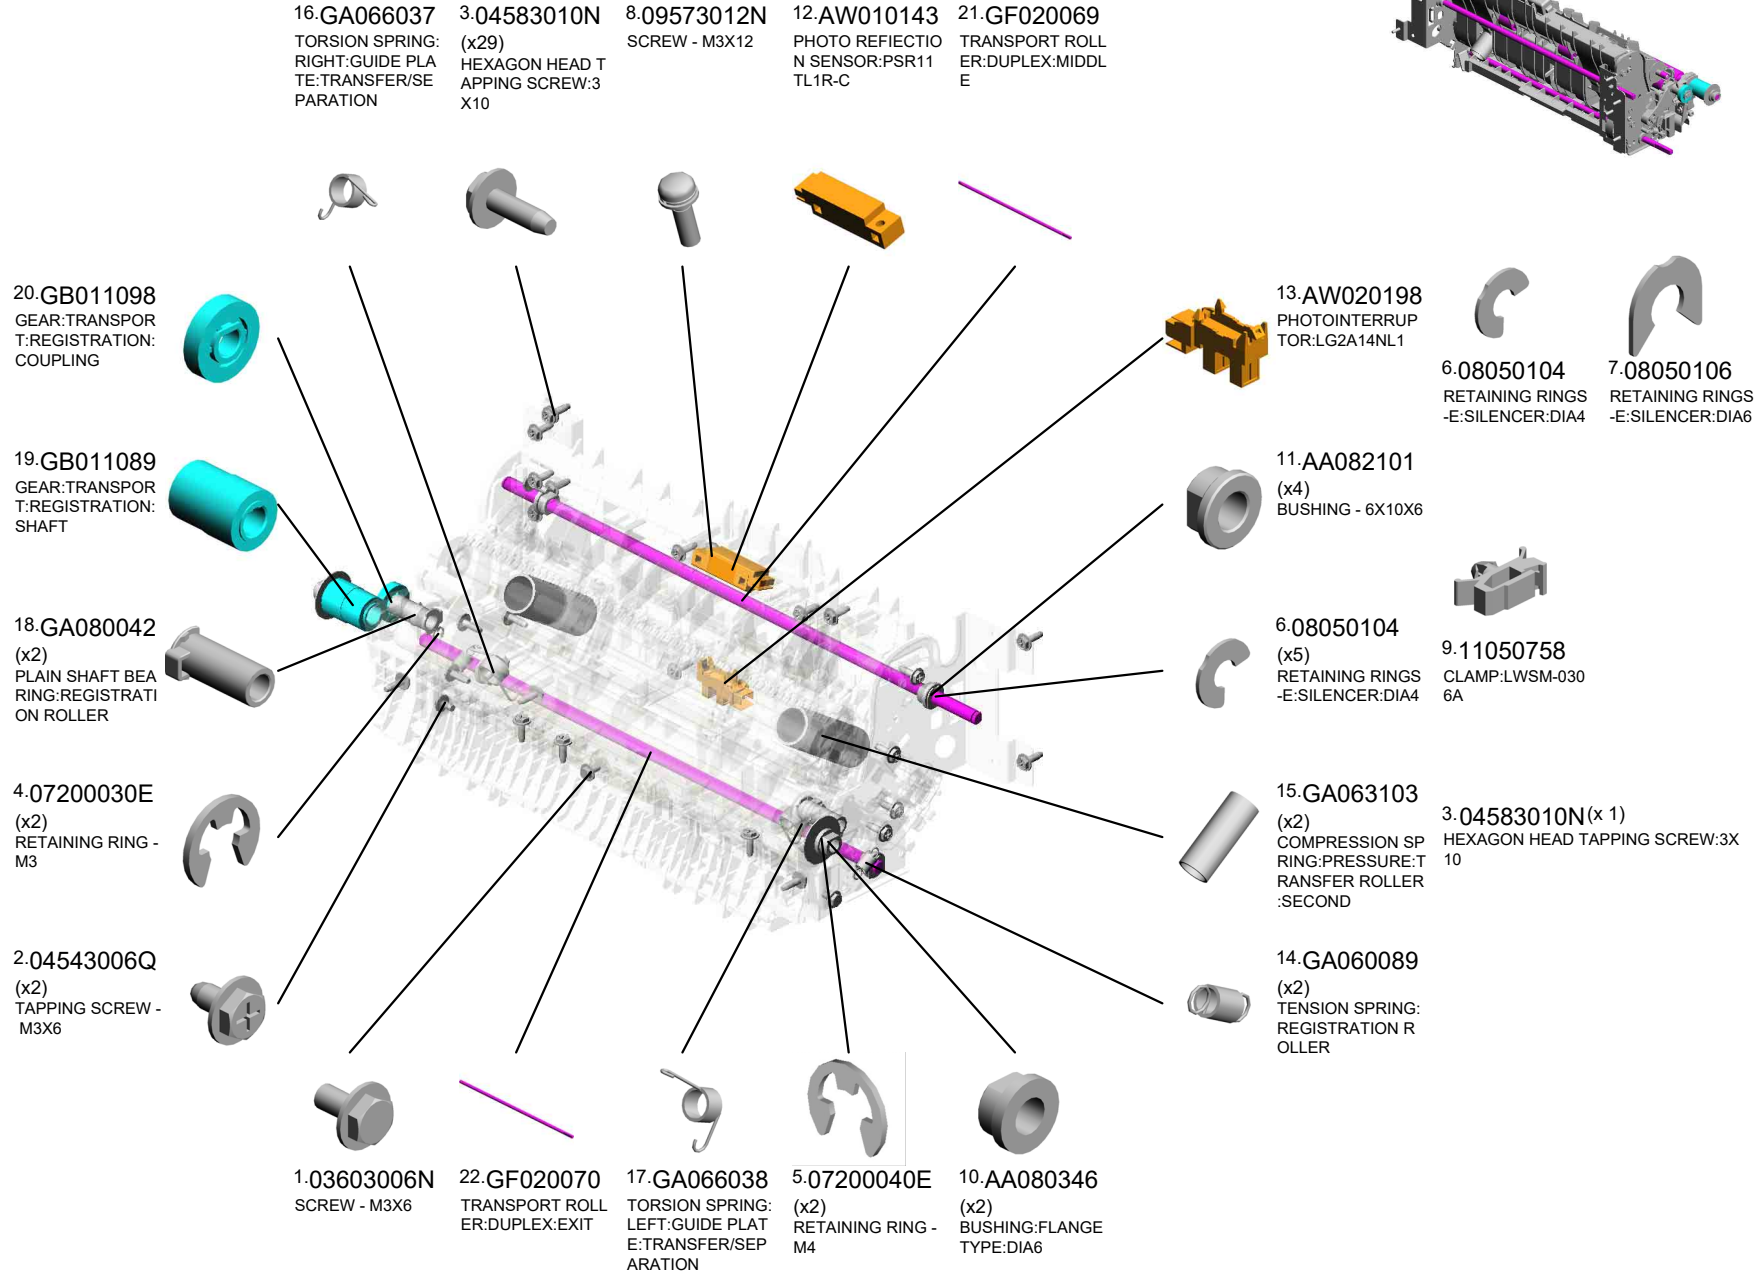 16.GA066037
TORSION SPRING:
RIGHT:GUIDE PLA
TE:TRANSFER/SE
PARATION
3.04583010N
(x29)
HEXAGON HEAD T
APPING SCREW:3
X10
8.09573012N
SCREW - M3X12
12.AW010143
PHOTO REFIECTIO
N SENSOR:PSR11
TL1R-C
21.GF020069
TRANSPORT ROLL
ER:DUPLEX:MIDDL
E
20.GB011098
GEAR:TRANSPOR
T:REGISTRATION:
COUPLING
13.AW020198
PHOTOINTERRUP
TOR:LG2A14NL1
6.08050104
RETAINING RINGS
-E:SILENCER:DIA4
7.08050106
RETAINING RINGS
-E:SILENCER:DIA6
19.GB011089
GEAR:TRANSPOR
T:REGISTRATION:
SHAFT
11.AA082101
(x4)
BUSHING - 6X10X6
18.GA080042
(x2)
PLAIN SHAFT BEA
RING:REGISTRATI
ON ROLLER
6.08050104
(x5)
RETAINING RINGS
-E:SILENCER:DIA4
9.11050758
CLAMP:LWSM-030
6A
4.07200030E
(x2)
RETAINING RING -
M3
15.GA063103
(x2)
COMPRESSION SP
RING:PRESSURE:T
RANSFER ROLLER
:SECOND
3.04583010N(x 1)
HEXAGON HEAD TAPPING SCREW:3X
10
2.04543006Q
(x2)
TAPPING SCREW -
M3X6
14.GA060089
(x2)
TENSION SPRING:
REGISTRATION R
OLLER
1.03603006N
SCREW - M3X6
22.GF020070
TRANSPORT ROLL
ER:DUPLEX:EXIT
17.GA066038
TORSION SPRING:
LEFT:GUIDE PLAT
E:TRANSFER/SEP
ARATION
5.07200040E
(x2)
RETAINING RING -
M4
10.AA080346
(x2)
BUSHING:FLANGE
TYPE:DIA6